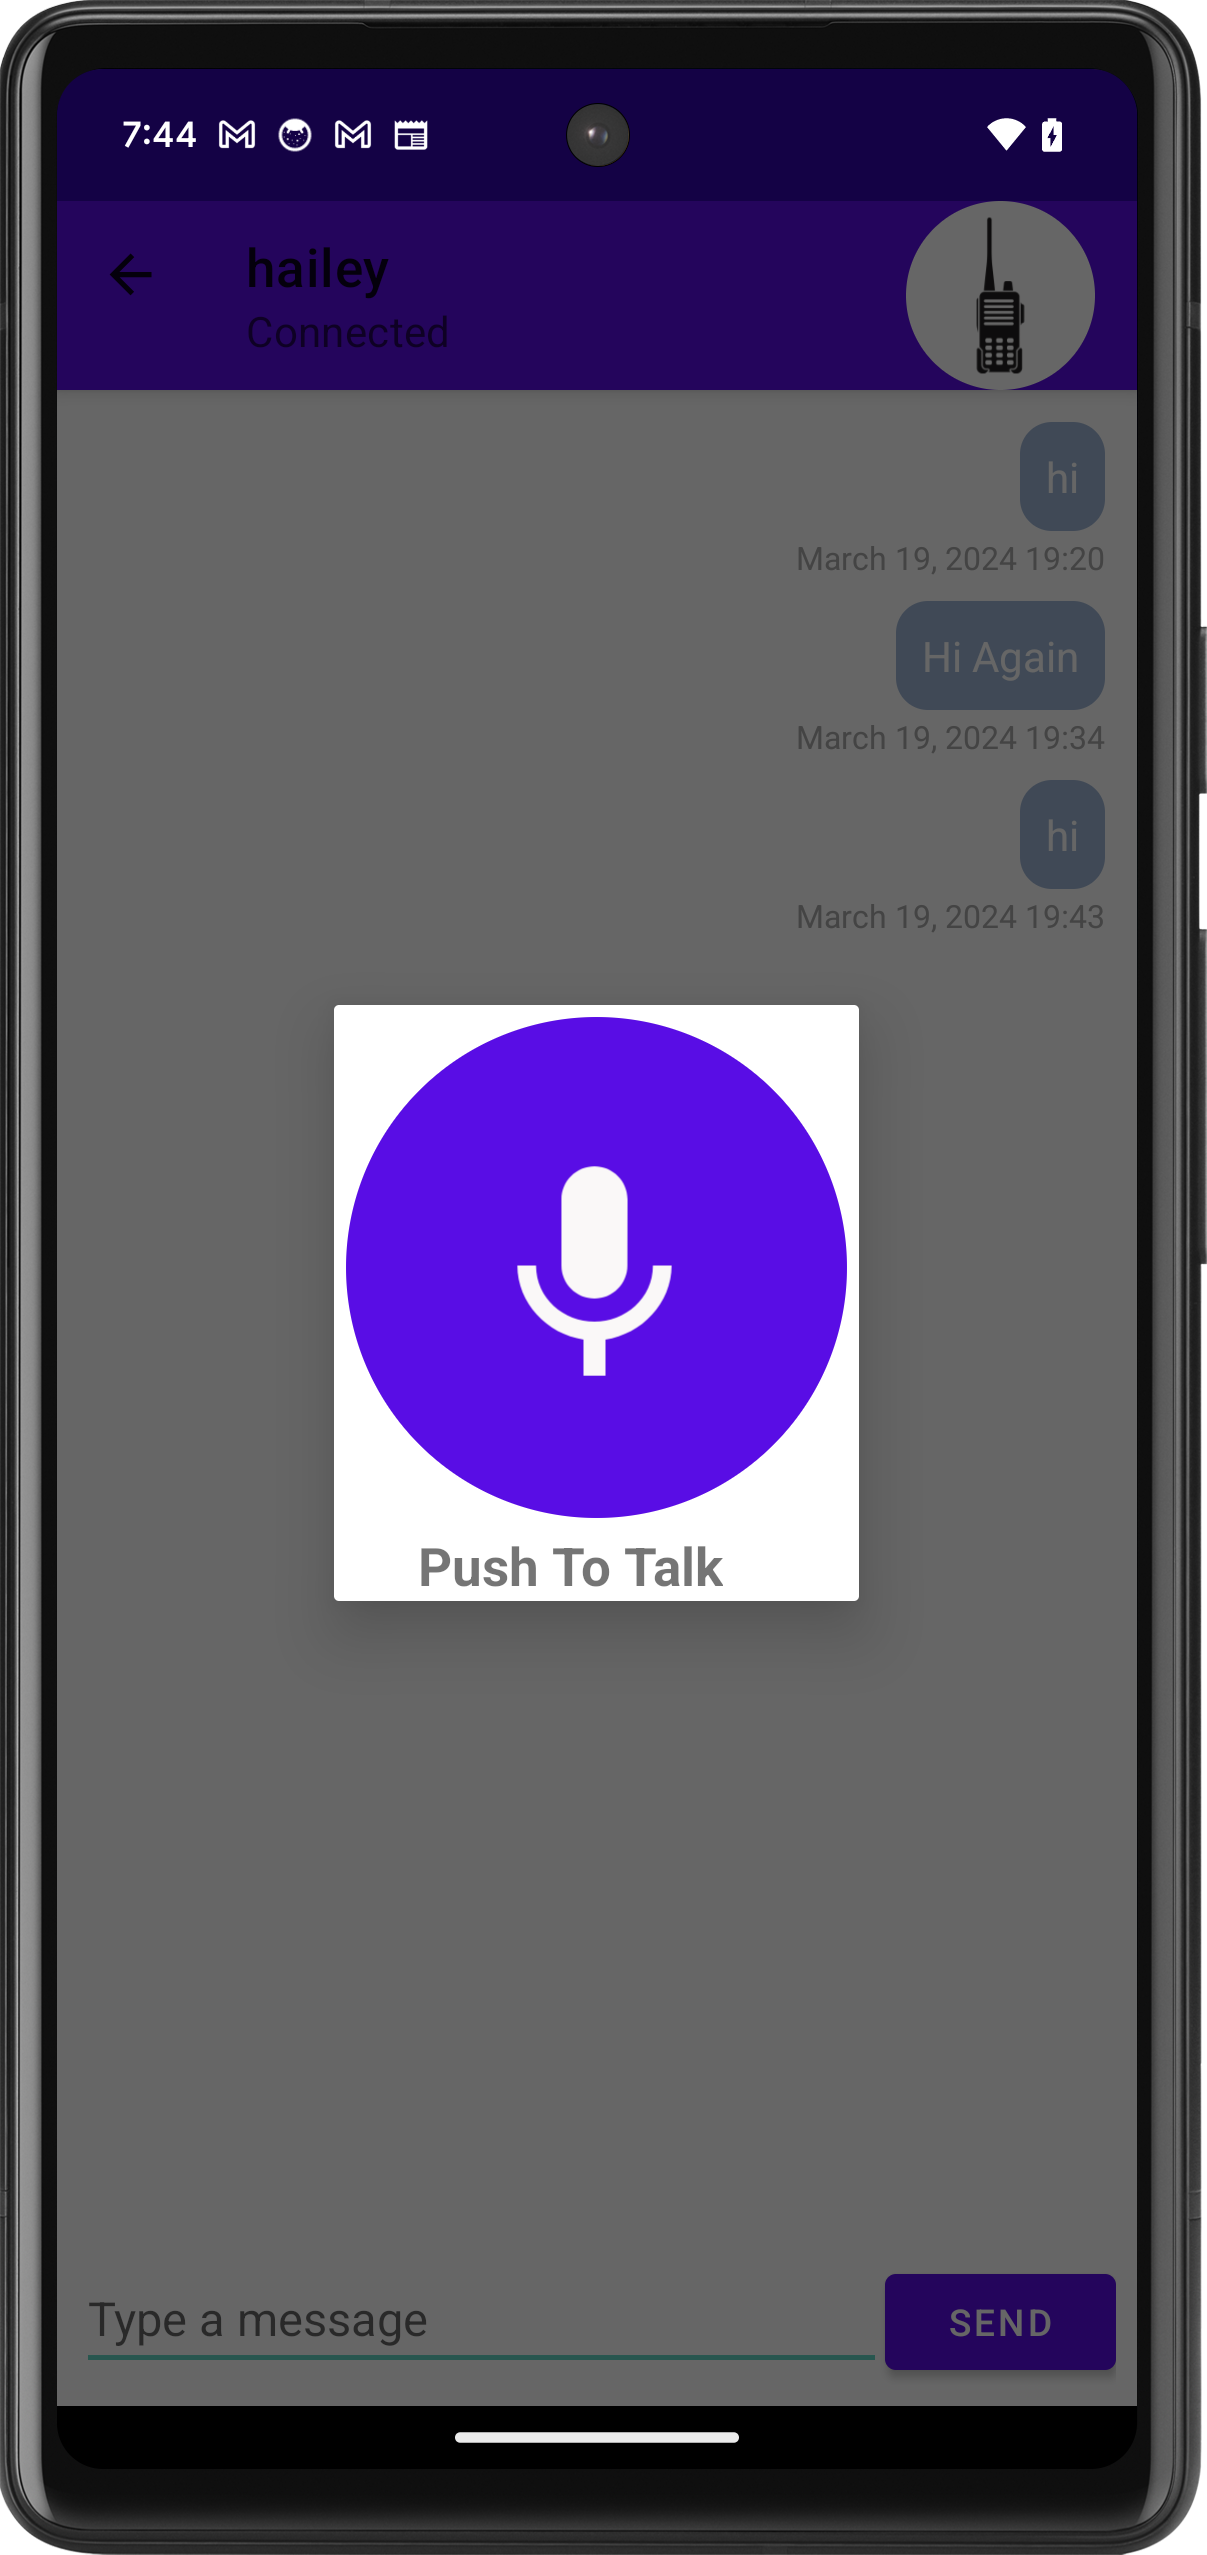 7:44
hailey
Connected
hi
March 19, 2024 19:20
Hi Again
March 19, 2024 19:34
hi
March 19, 2024 19:43
Push To Talk
Type a message
SEND